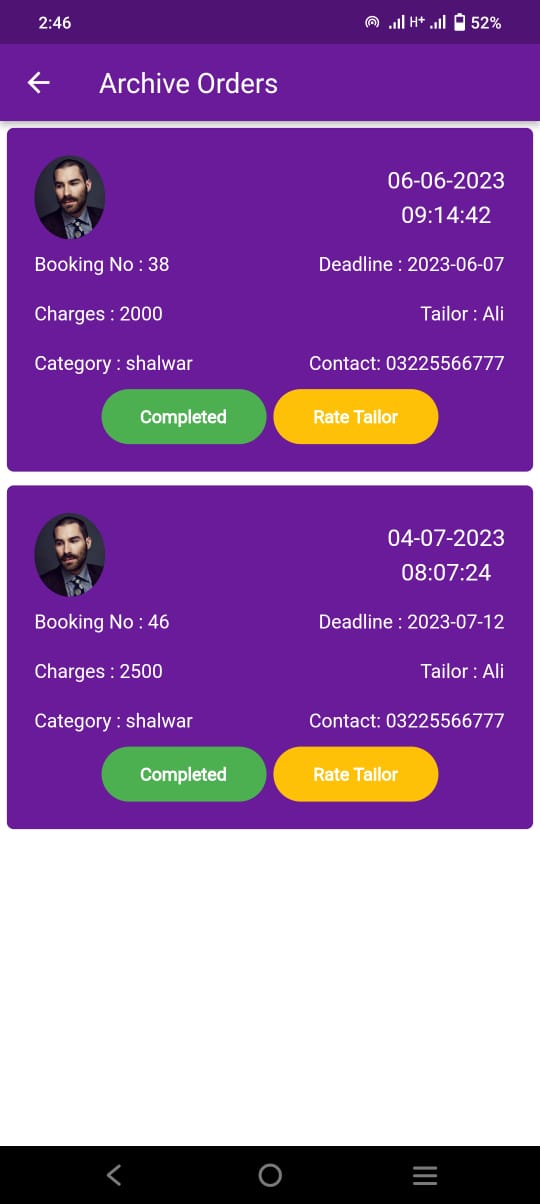 2:46 H+ 52%
Archive Orders
06-06-2023
09:14:42
Booking No : 38 Deadline : 2023-06-07
Charges : 2000 Tailor : Ali
Category : shalwar Contact: 03225566777
Completed Rate Tailor
04-07-2023
08:07:24
Booking No : 46 Deadline : 2023-07-12
Charges : 2500 Tailor : Ali
Category : shalwar Contact: 03225566777
Completed Rate Tailor